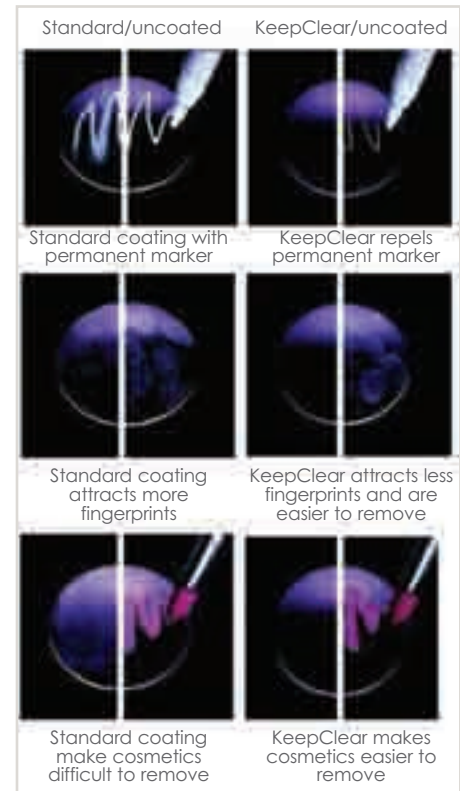 Standard/uncoated
KeepClear/uncoated
Standard coating with
permanent marker
KeepClear repels
permanent marker
Standard coating
attracts more
fingerprints
KeepClear attracts less
fingerprints and are
easier to remove
Standard coating
make cosmetics
difficult to remove
KeepClear makes
cosmetics easier to
remove